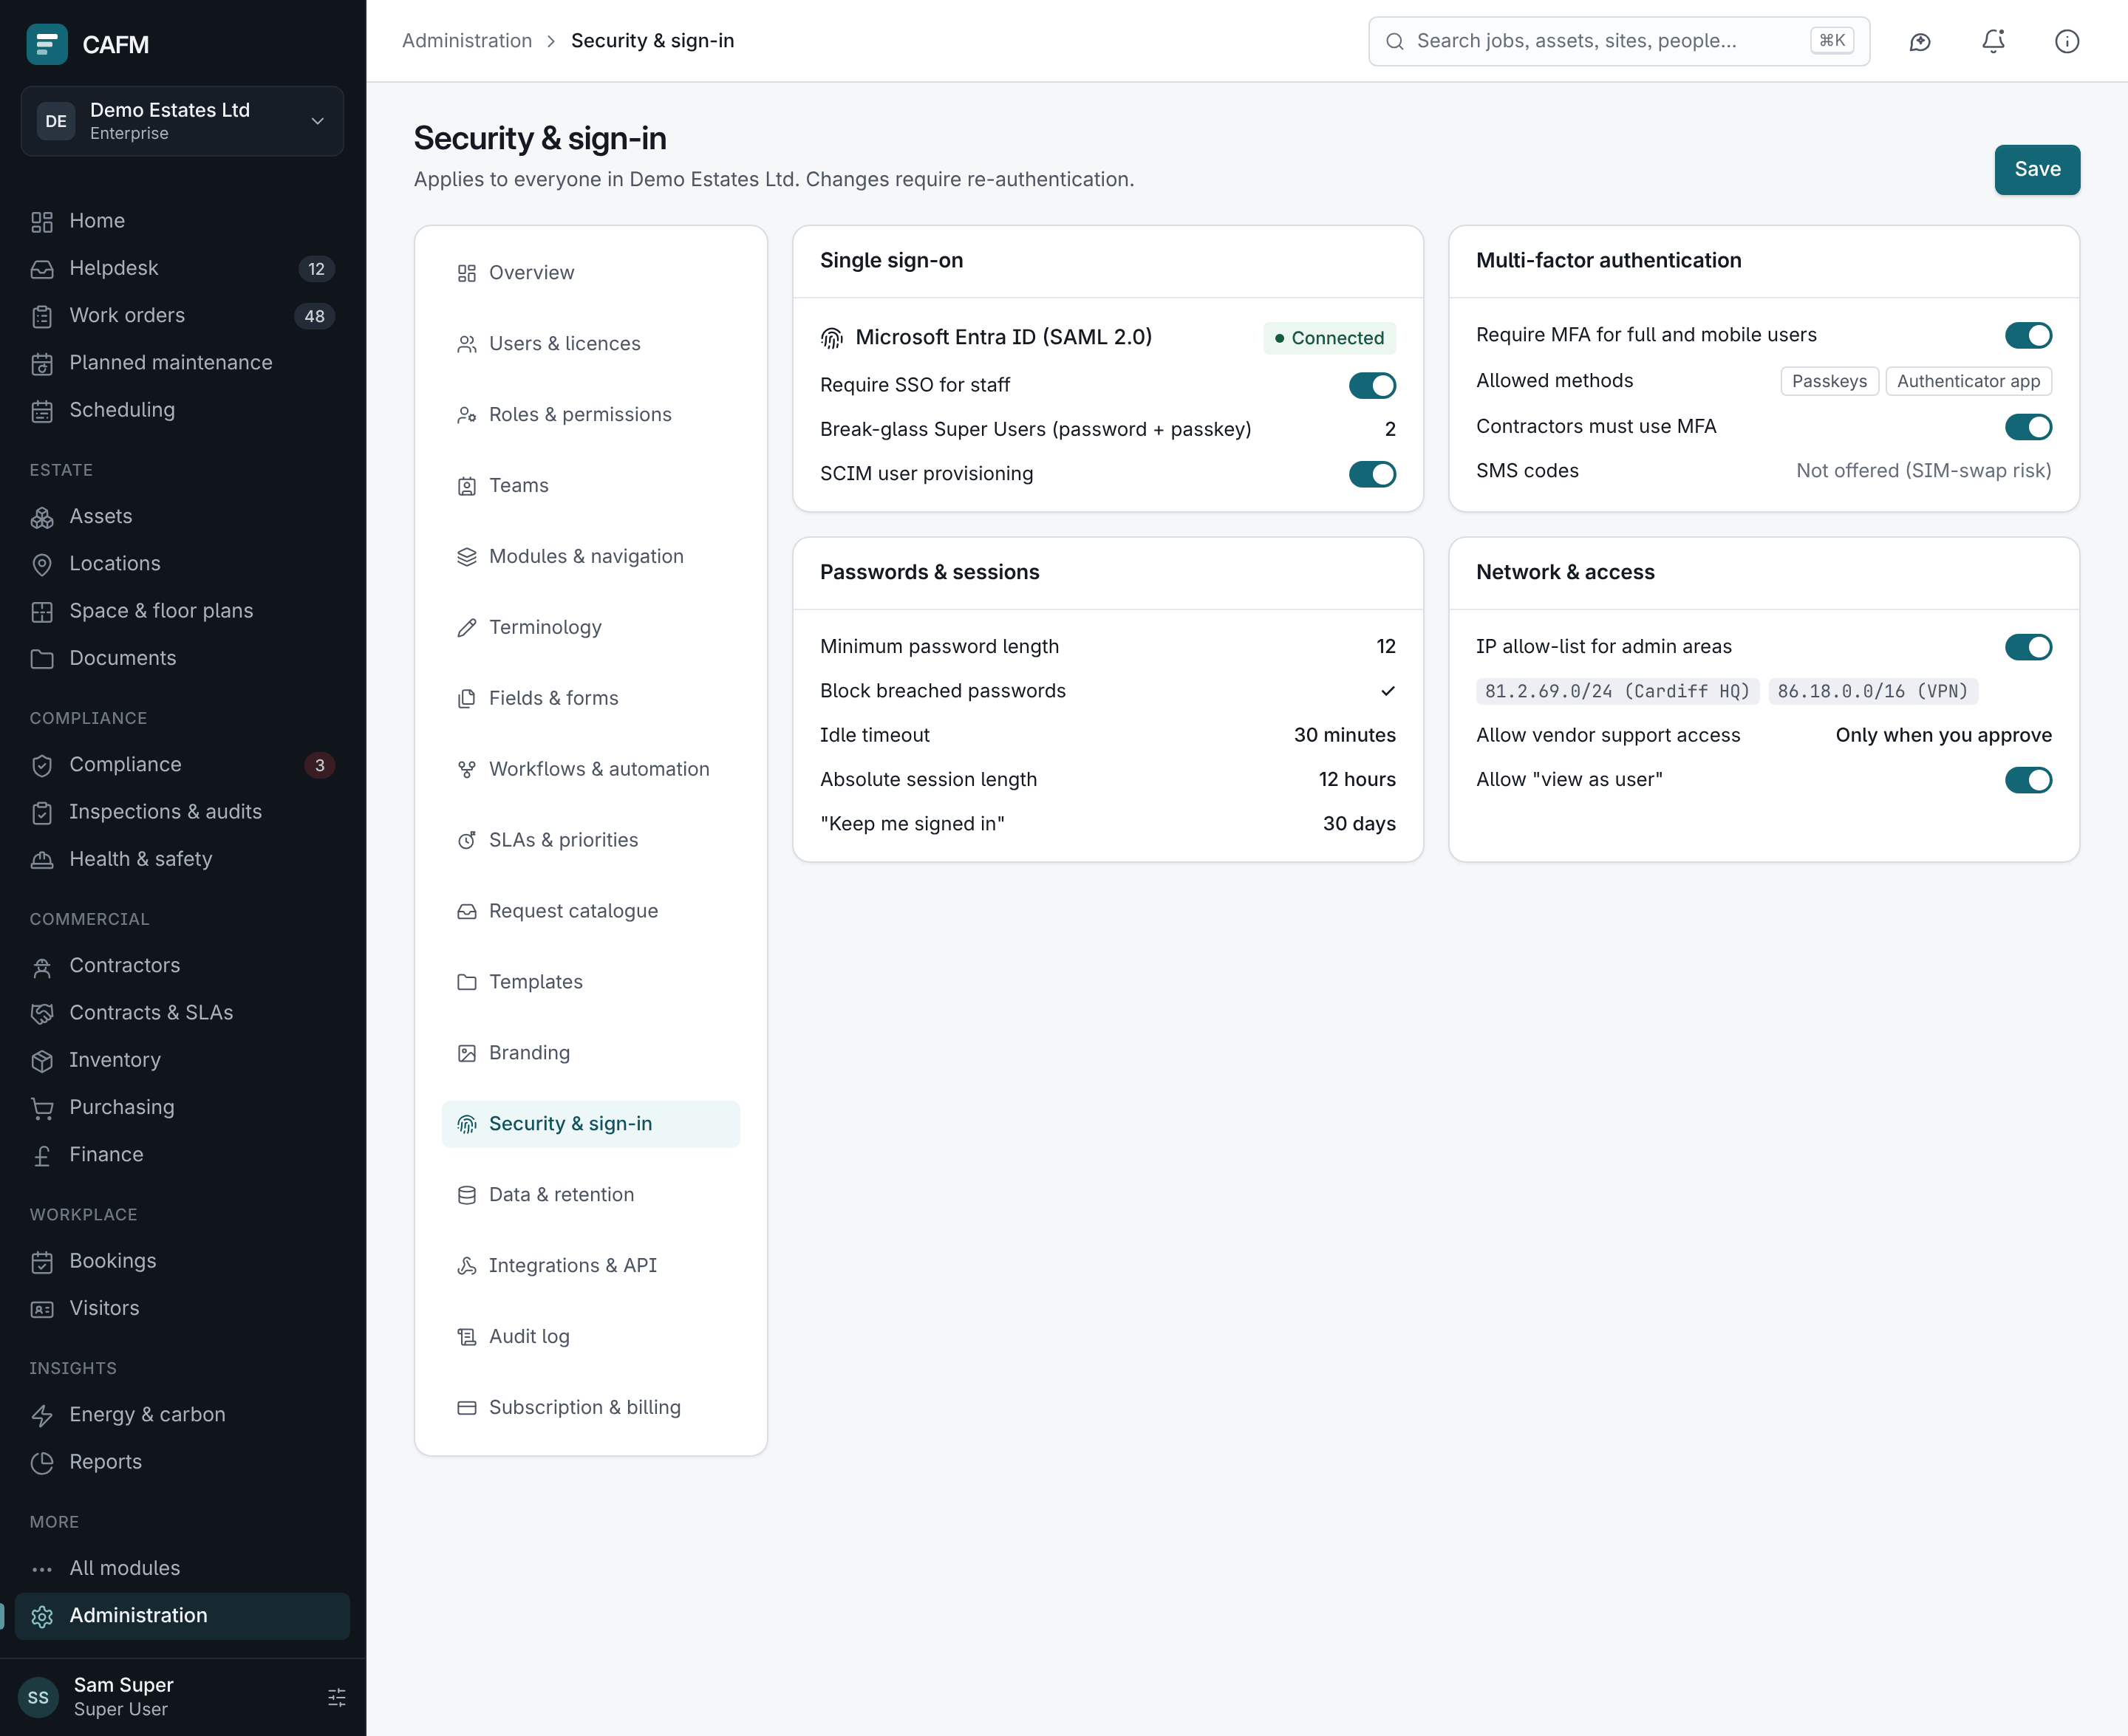 CAFM
DE
Demo Estates Ltd
Enterprise
Home
Helpdesk 12
Work orders 48
Planned maintenance
Scheduling
ESTATE
Assets
Locations
Space & floor plans
Documents
COMPLIANCE
Compliance 3
Inspections & audits
Health & safety
COMMERCIAL
Contractors
Contracts & SLAs
Inventory
Purchasing
Finance
WORKPLACE
Bookings
Visitors
INSIGHTS
Energy & carbon
Reports
MORE
All modules
Administration
SS
Sam Super
Super User
Administration > Security & sign-in
Search jobs, assets, sites, people... ⌘K
Security & sign-in
Applies to everyone in Demo Estates Ltd. Changes require re-authentication.
Save
Overview
Users & licences
Roles & permissions
Teams
Modules & navigation
Terminology
Fields & forms
Workflows & automation
SLAs & priorities
Request catalogue
Templates
Branding
Security & sign-in
Data & retention
Integrations & API
Audit log
Subscription & billing
Single sign-on
Microsoft Entra ID (SAML 2.0) Connected
Require SSO for staff
Break-glass Super Users (password + passkey) 2
SCIM user provisioning
Multi-factor authentication
Require MFA for full and mobile users
Allowed methods Passkeys Authenticator app
Contractors must use MFA
SMS codes Not offered (SIM-swap risk)
Passwords & sessions
Minimum password length 12
Block breached passwords ✓
Idle timeout 30 minutes
Absolute session length 12 hours
"Keep me signed in" 30 days
Network & access
IP allow-list for admin areas
81.2.69.0/24 (Cardiff HQ) 86.18.0.0/16 (VPN)
Allow vendor support access Only when you approve
Allow "view as user"